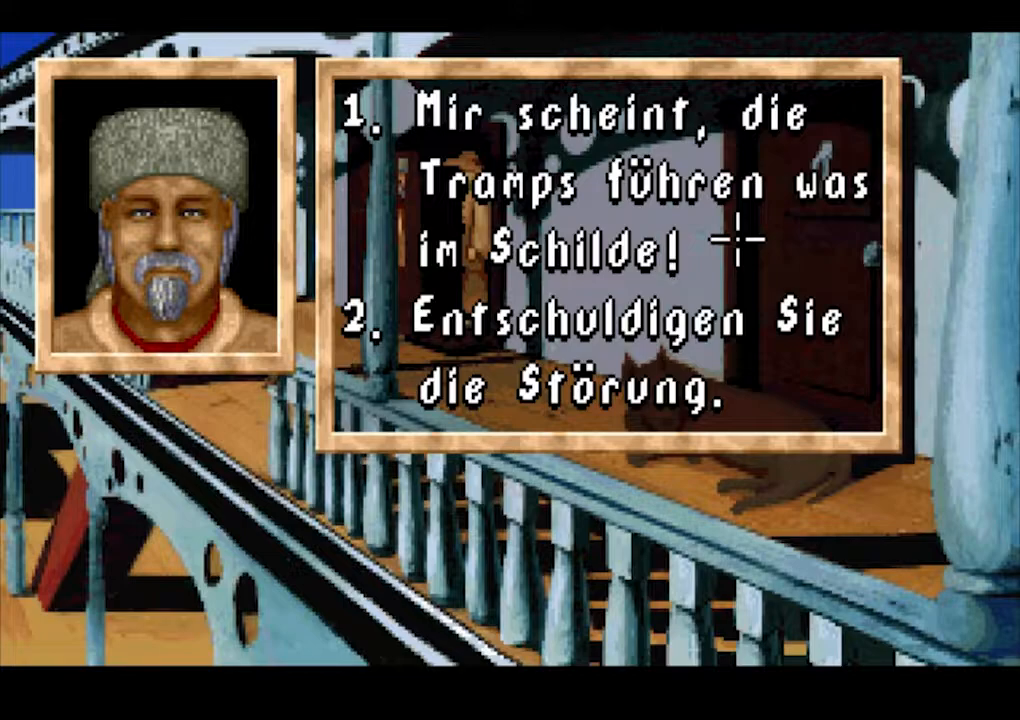 1. Mir scheint, die
Tramps führen was
im Schilde!
2. Entschuldigen Sie
die Störung.